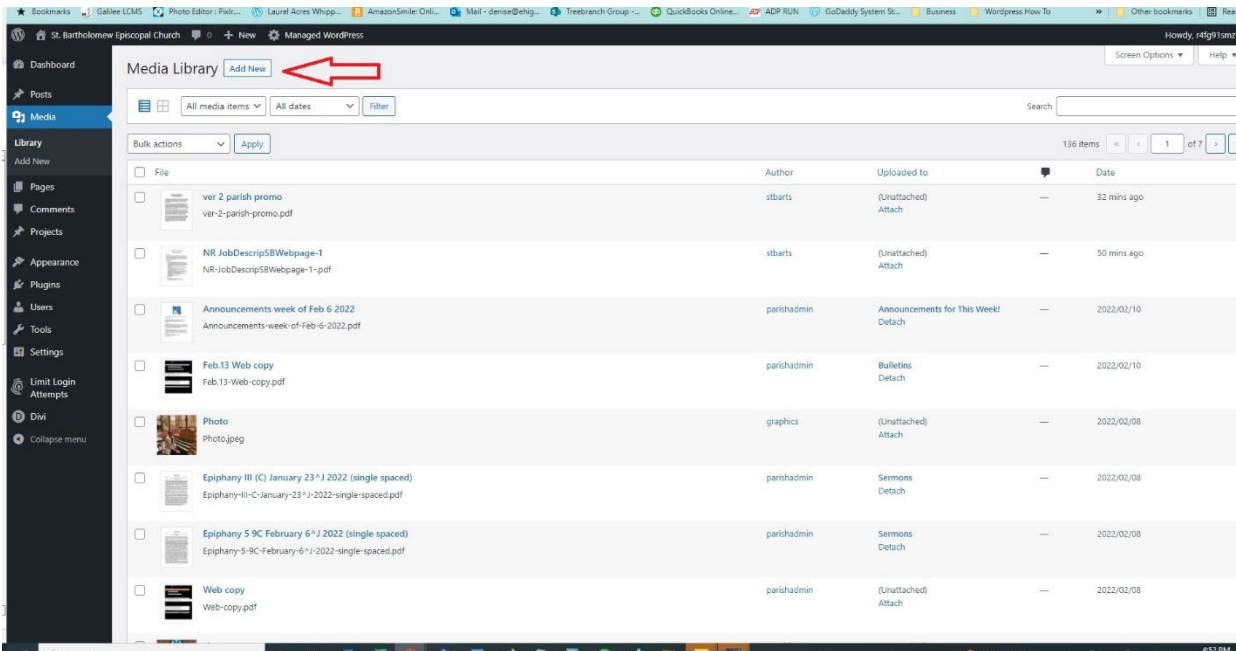 Bookmarks Galilee LCMS Photo Editor : Pixlr... Laurel Acres Whipp... AmazonSmile: Onli... Mail - denise@ehig... Treebranch Group -... QuickBooks Online... ADP RUN GoDaddy System St... Business Wordpress How To » Other bookmarks Rea
St. Bartholomew Episcopal Church 0 + New Managed WordPress Howdy, r4fg91smz
Dashboard
Posts
Media
Library
Add New
Pages
Comments
Projects
Appearance
Plugins
Users
Tools
Settings
Limit Login
Attempts
Divi
Collapse menu
Screen Options Help
Media Library Add New
All media items All dates Filter Search
Bulk actions Apply 136 items « ‹ 1 of 7 ›
File Author Uploaded to Date
ver 2 parish promo stbarts (Unattached) — 32 mins ago
ver-2-parish-promo.pdf Attach
NR JobDescripSBWebpage-1 stbarts (Unattached) — 50 mins ago
NR-JobDescripSBWebpage-1-.pdf Attach
Announcements week of Feb 6 2022 parishadmin Announcements for This Week! — 2022/02/10
Announcements-week-of-Feb-6-2022.pdf Detach
Feb.13 Web copy parishadmin Bulletins — 2022/02/10
Feb.13-Web-copy.pdf Detach
Photo graphics (Unattached) — 2022/02/08
Photo.jpeg Attach
Epiphany III (C) January 23^J 2022 (single spaced) parishadmin Sermons — 2022/02/08
Epiphany-III-C-January-23^J-2022-single-spaced.pdf Detach
Epiphany 5 9C February 6^J 2022 (single spaced) parishadmin Sermons — 2022/02/08
Epiphany-5-9C-February-6^J-2022-single-spaced.pdf Detach
Web copy parishadmin (Unattached) — 2022/02/08
Web-copy.pdf Attach
4:52 PM